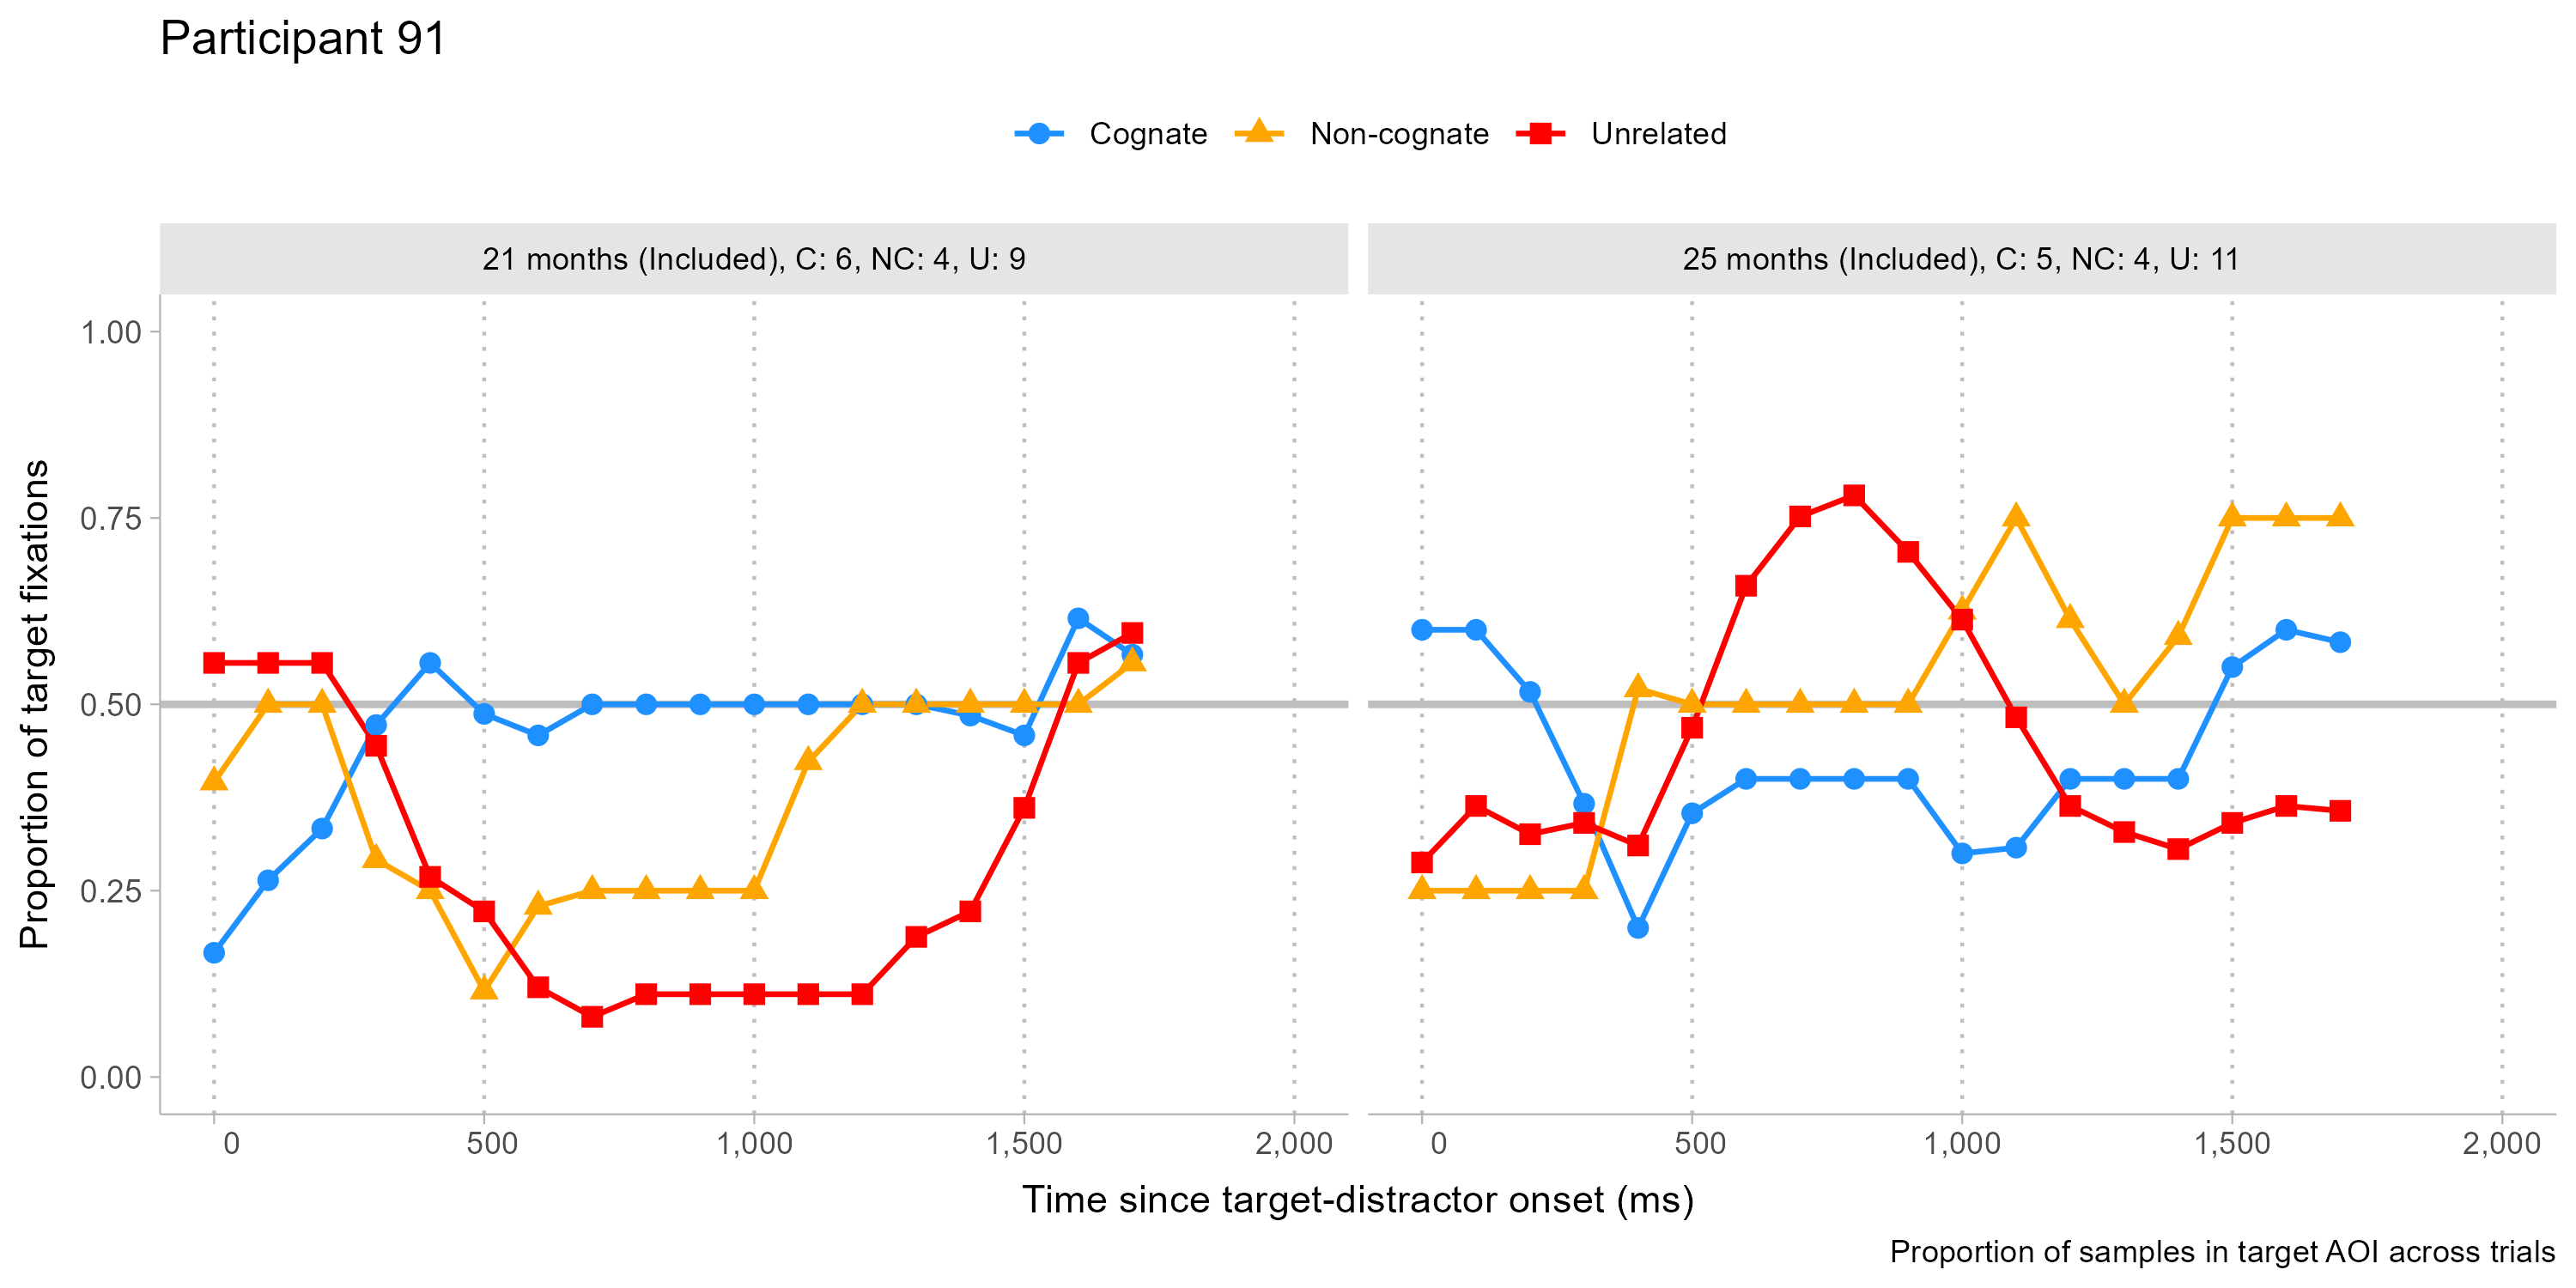 Participant 91
Cognate Non-cognate Unrelated
21 months (Included), C: 6, NC: 4, U: 9
25 months (Included), C: 5, NC: 4, U: 11
Proportion of target fixations
1.00
0.75
0.50
0.25
0.00
0 500 1,000 1,500 2,000
0 500 1,000 1,500 2,000
Time since target-distractor onset (ms)
Proportion of samples in target AOI across trials